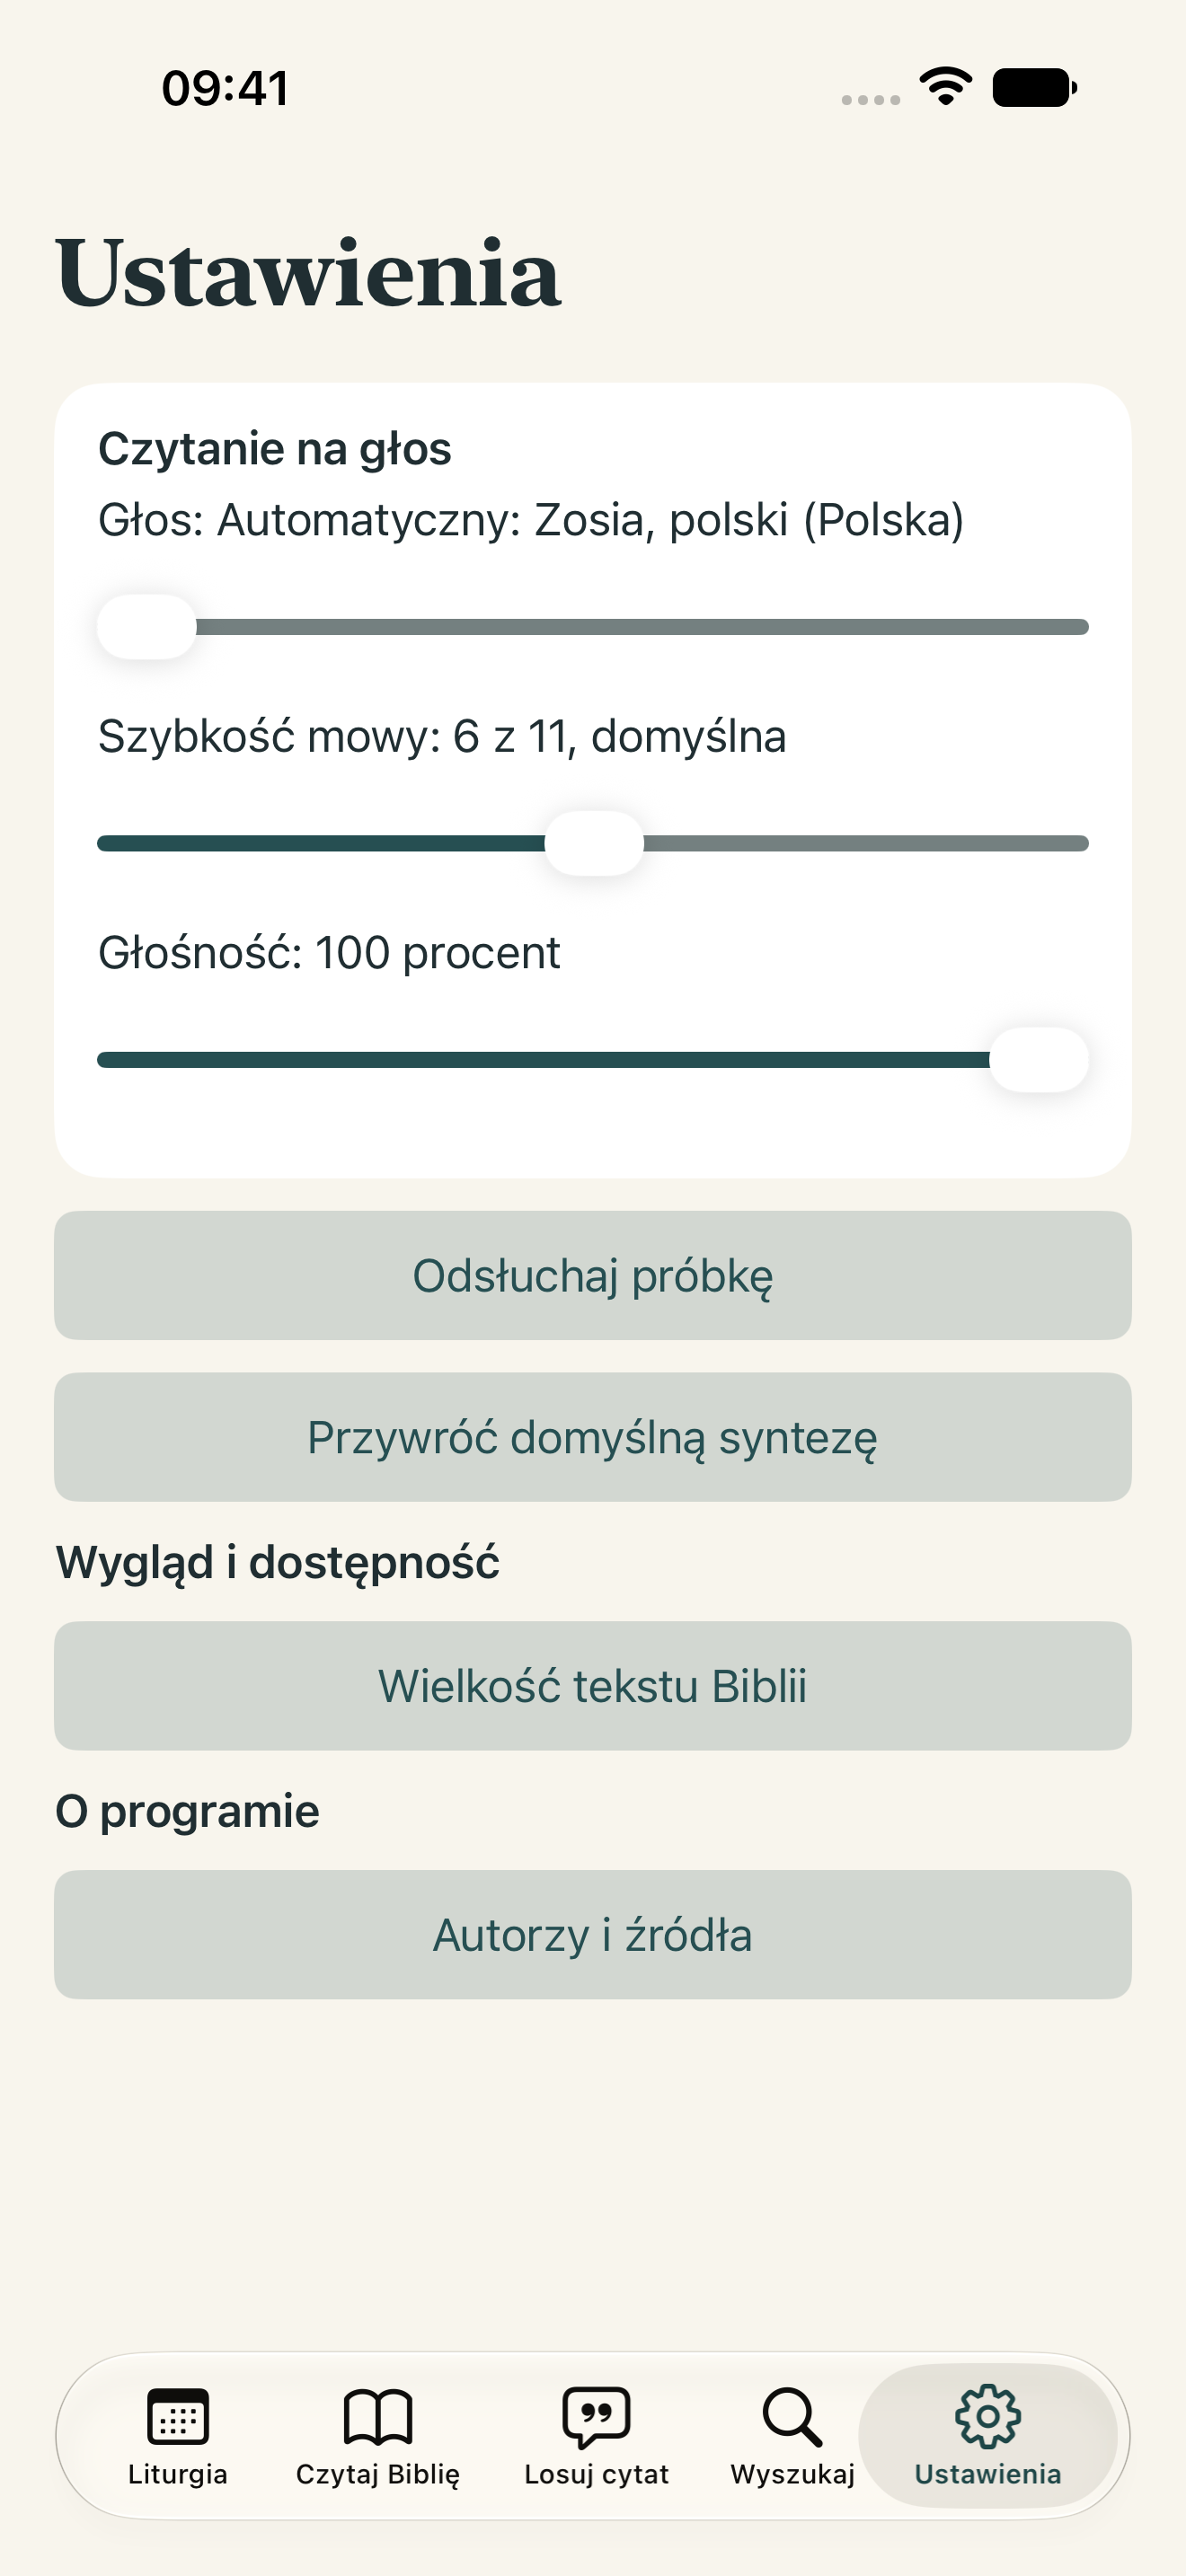 09:41
Ustawienia
Czytanie na głos
Głos: Automatyczny: Zosia, polski (Polska)
Szybkość mowy: 6 z 11, domyślna
Głośność: 100 procent
Odsłuchaj próbkę
Przywróć domyślną syntezę
Wygląd i dostępność
Wielkość tekstu Biblii
O programie
Autorzy i źródła
Liturgia
Czytaj Biblię
Losuj cytat
Wyszukaj
Ustawienia